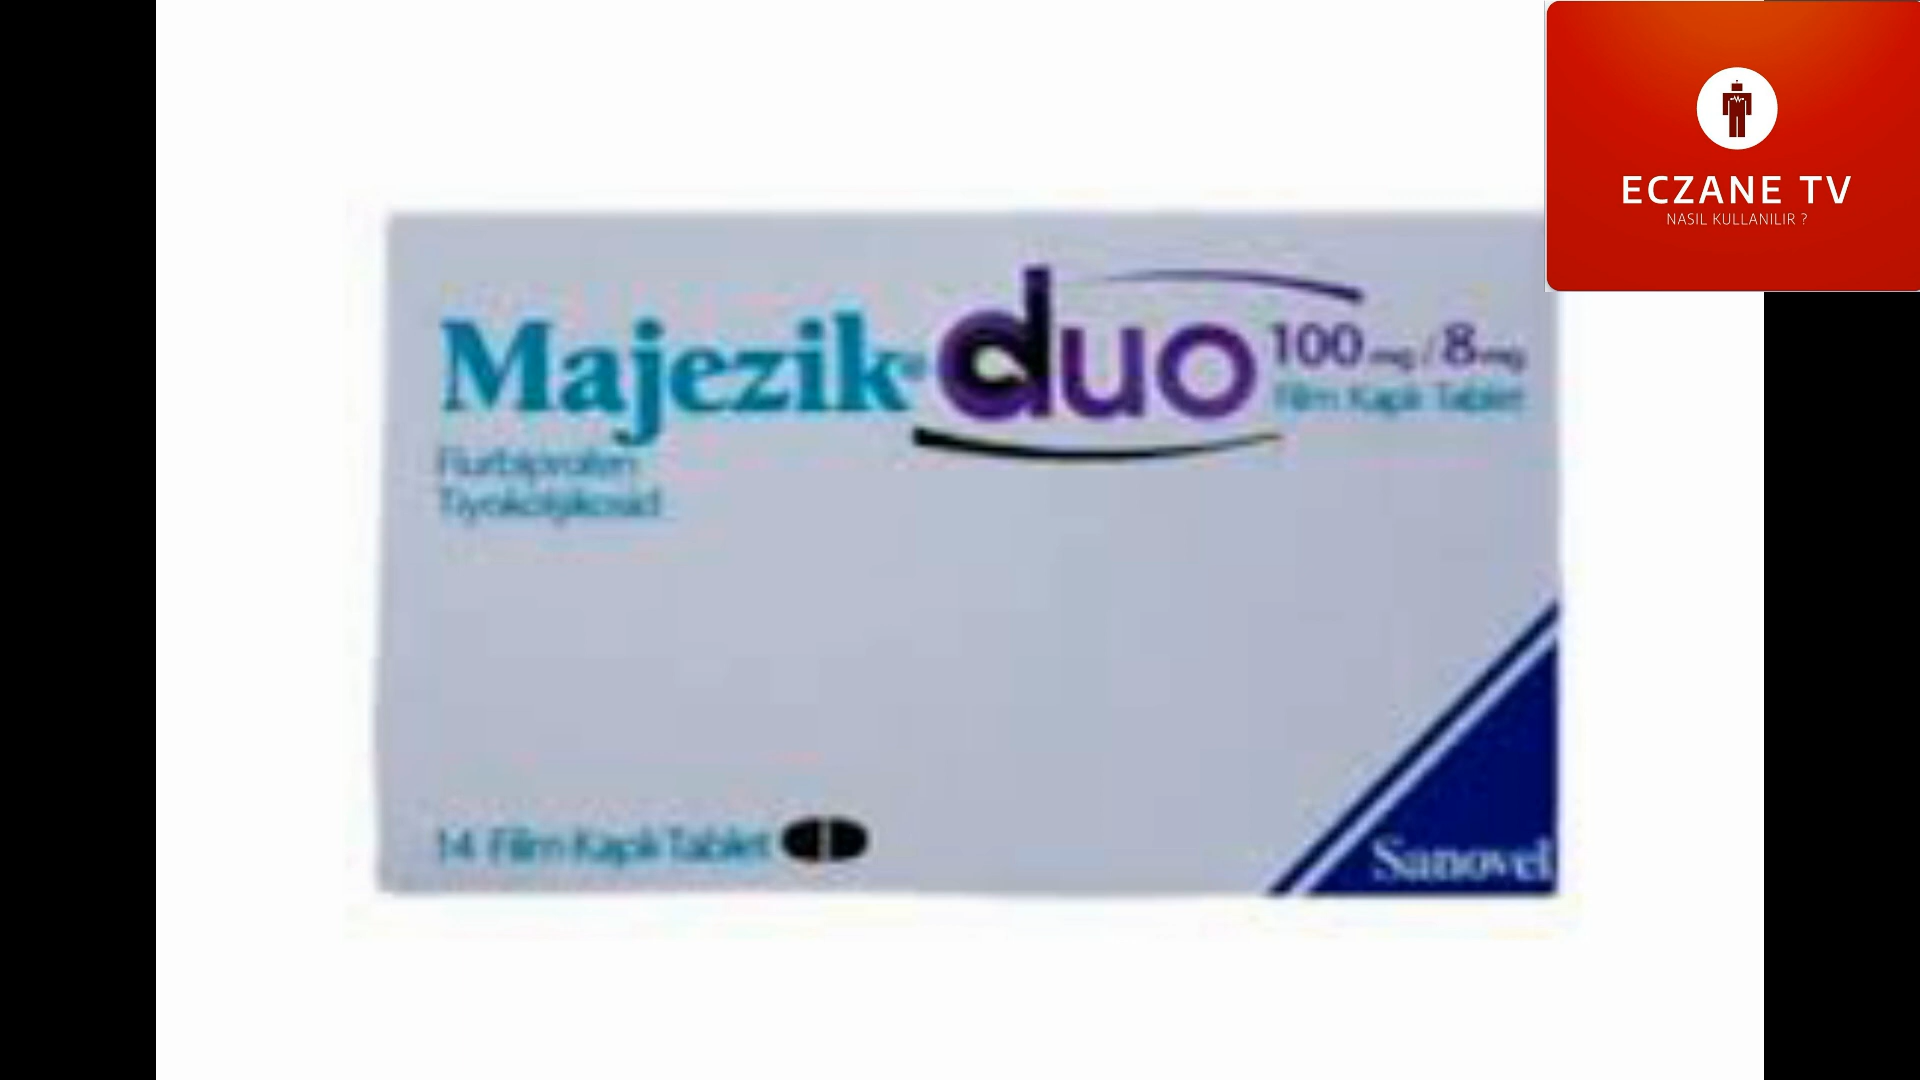 ECZANE TV
NASIL KULLANILIR ?
Majezik duo 100 mg / 8 mg
Film Kaplı Tablet
Flurbiprofen
Tiyokolşikosid
14 Film Kaplı Tablet
Sanovel